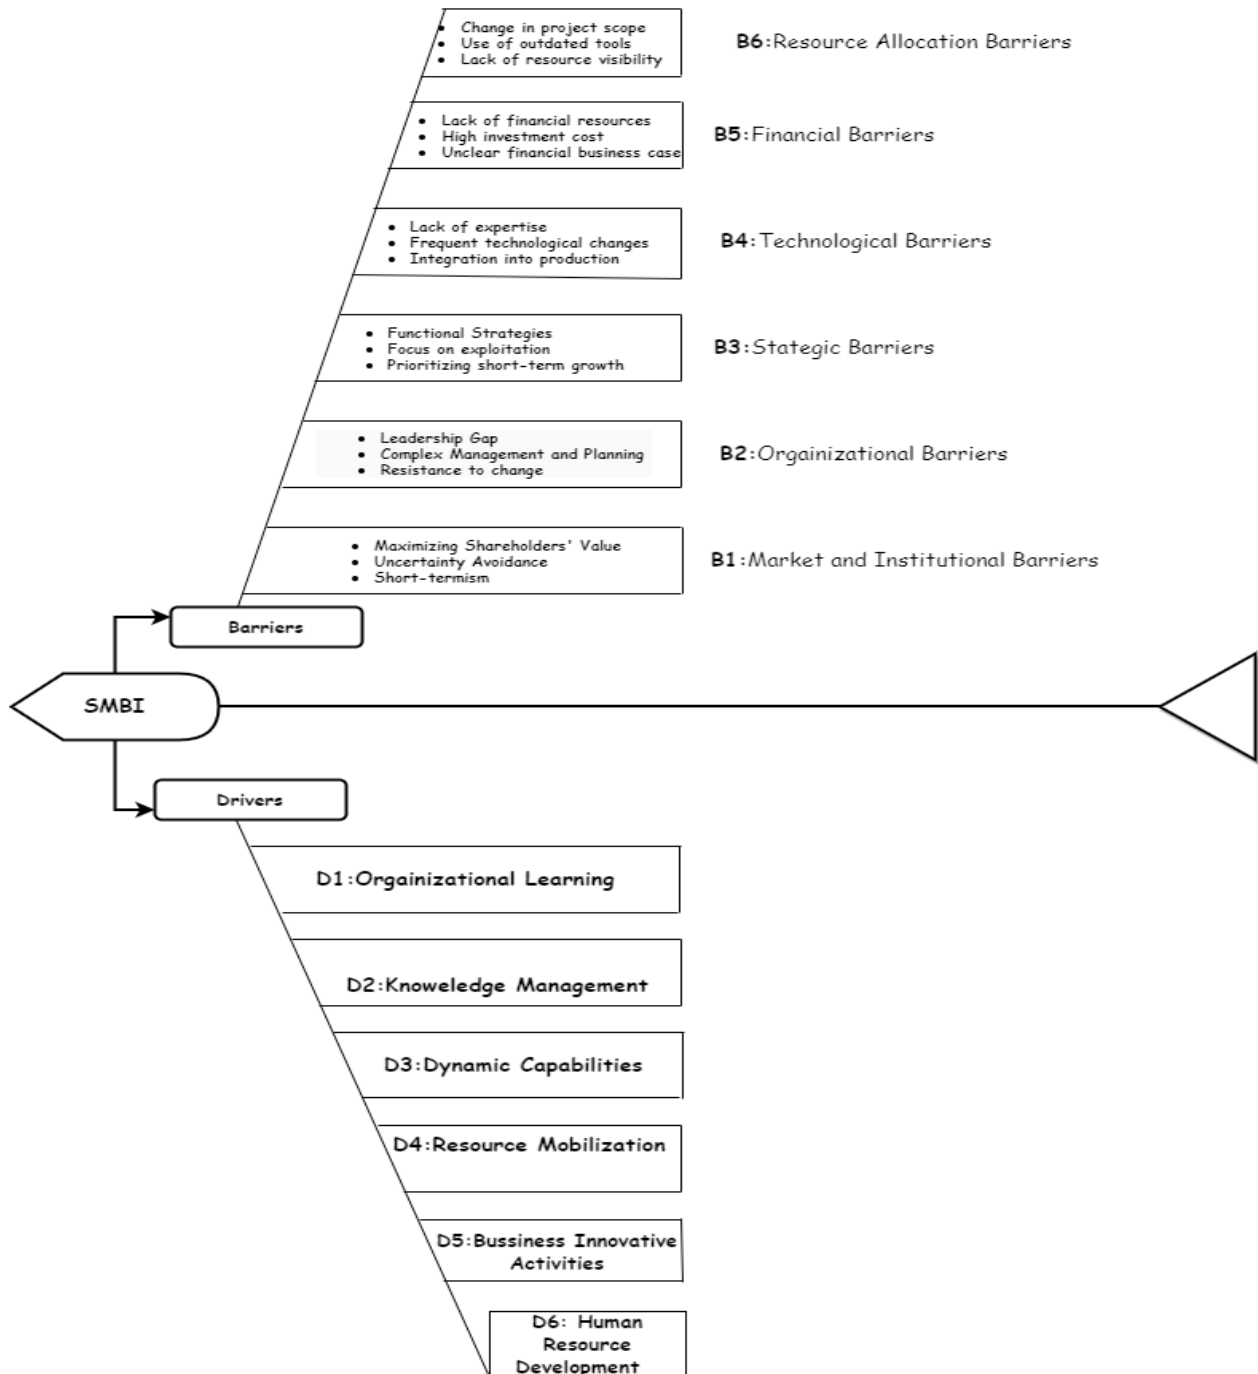 • Change in project scope
• Use of outdated tools
• Lack of resource visibility
B6:Resource Allocation Barriers
• Lack of financial resources
• High investment cost
• Unclear financial business case
B5:Financial Barriers
• Lack of expertise
• Frequent technological changes
• Integration into production
B4:Technological Barriers
• Functional Strategies
• Focus on exploitation
• Prioritizing short-term growth
B3:Stategic Barriers
• Leadership Gap
• Complex Management and Planning
• Resistance to change
B2:Orgainizational Barriers
• Maximizing Shareholders' Value
• Uncertainty Avoidance
• Short-termism
B1:Market and Institutional Barriers
Barriers
SMBI
Drivers
D1:Orgainizational Learning
D2:Knoweledge Management
D3:Dynamic Capabilities
D4:Resource Mobilization
D5:Bussiness Innovative
Activities
D6: Human
Resource
Development